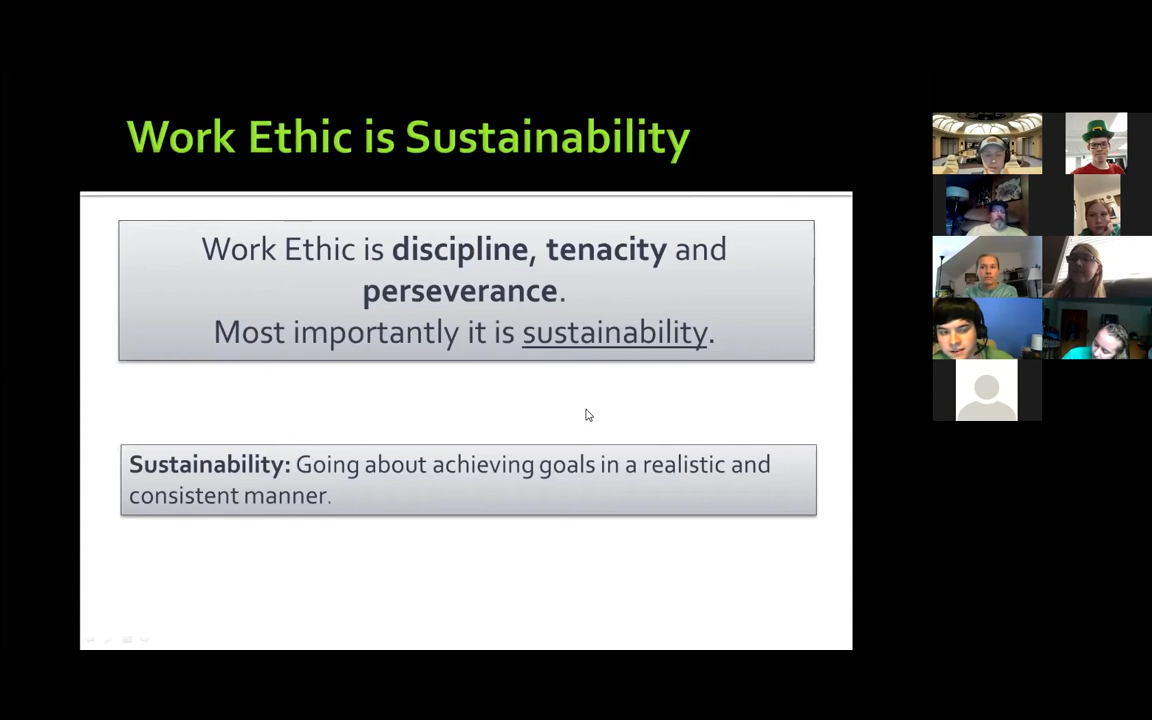 Work Ethic is Sustainability
Work Ethic is discipline, tenacity and
perseverance.
Most importantly it is sustainability.
Sustainability: Going about achieving goals in a realistic and
consistent manner.